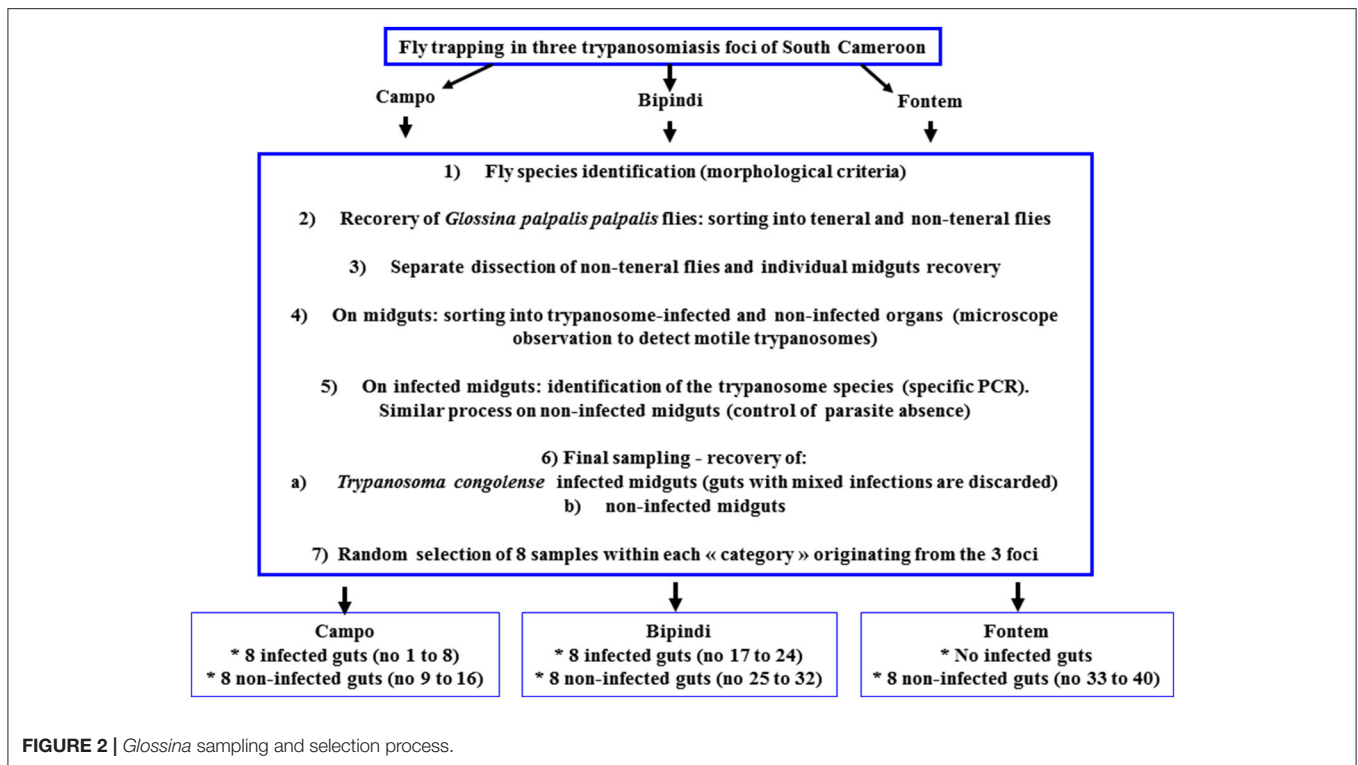 Fly trapping in three trypanosomiasis foci of South Cameroon
Campo
Bipindi
Fontem
1) Fly species identification (morphological criteria)
2) Recorery of Glossina palpalis palpalis flies: sorting into teneral and non-teneral flies
3) Separate dissection of non-teneral flies and individual midguts recovery
4) On midguts: sorting into trypanosome-infected and non-infected organs (microscope
observation to detect motile trypanosomes)
5) On infected midguts: identification of the trypanosome species (specific PCR).
Similar process on non-infected midguts (control of parasite absence)
6) Final sampling - recovery of:
a) Trypanosoma congolense infected midguts (guts with mixed infections are discarded)
b) non-infected midguts
7) Random selection of 8 samples within each « category » originating from the 3 foci
Campo
* 8 infected guts (no 1 to 8)
* 8 non-infected guts (no 9 to 16)
Bipindi
* 8 infected guts (no 17 to 24)
* 8 non-infected guts (no 25 to 32)
Fontem
* No infected guts
* 8 non-infected guts (no 33 to 40)
FIGURE 2 | Glossina sampling and selection process.